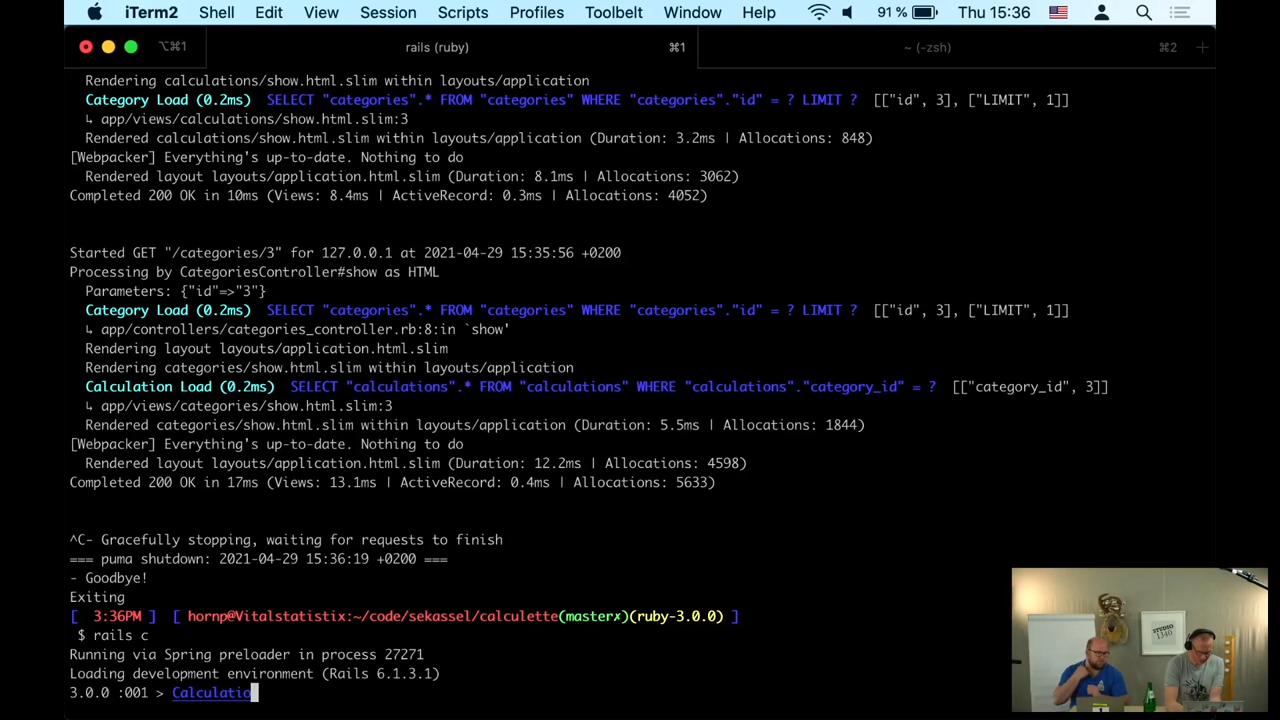 iTerm2 Shell Edit View Session Scripts Profiles Toolbelt Window Help 91 % Thu 15:36
⌥⌘1 rails (ruby) ⌘1 ~ (-zsh) ⌘2 +
Rendering calculations/show.html.slim within layouts/application
Category Load (0.2ms) SELECT "categories".* FROM "categories" WHERE "categories"."id" = ? LIMIT ? [["id", 3], ["LIMIT", 1]]
↳ app/views/calculations/show.html.slim:3
Rendered calculations/show.html.slim within layouts/application (Duration: 3.2ms | Allocations: 848)
[Webpacker] Everything's up-to-date. Nothing to do
Rendered layout layouts/application.html.slim (Duration: 8.1ms | Allocations: 3062)
Completed 200 OK in 10ms (Views: 8.4ms | ActiveRecord: 0.3ms | Allocations: 4052)
Started GET "/categories/3" for 127.0.0.1 at 2021-04-29 15:35:56 +0200
Processing by CategoriesController#show as HTML
Parameters: {"id"=>"3"}
Category Load (0.2ms) SELECT "categories".* FROM "categories" WHERE "categories"."id" = ? LIMIT ? [["id", 3], ["LIMIT", 1]]
↳ app/controllers/categories_controller.rb:8:in `show'
Rendering layout layouts/application.html.slim
Rendering categories/show.html.slim within layouts/application
Calculation Load (0.2ms) SELECT "calculations".* FROM "calculations" WHERE "calculations"."category_id" = ? [["category_id", 3]]
↳ app/views/categories/show.html.slim:3
Rendered categories/show.html.slim within layouts/application (Duration: 5.5ms | Allocations: 1844)
[Webpacker] Everything's up-to-date. Nothing to do
Rendered layout layouts/application.html.slim (Duration: 12.2ms | Allocations: 4598)
Completed 200 OK in 17ms (Views: 13.1ms | ActiveRecord: 0.4ms | Allocations: 5633)
^C- Gracefully stopping, waiting for requests to finish
=== puma shutdown: 2021-04-29 15:36:19 +0200 ===
- Goodbye!
Exiting
[ 3:36PM ] [ hornp@Vitalstatistix:~/code/sekassel/calculette(master✗)(ruby-3.0.0) ]
$ rails c
Running via Spring preloader in process 27271
Loading development environment (Rails 6.1.3.1)
3.0.0 :001 > Calculatio
STUDIO
1340